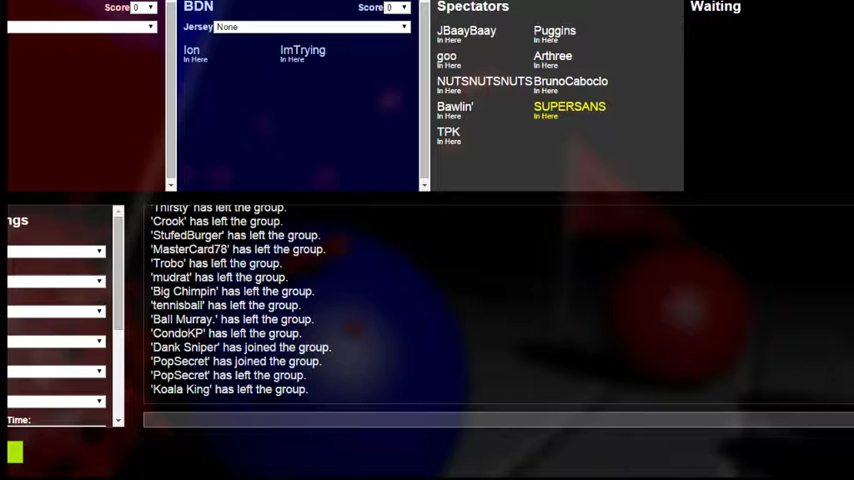 Score 0
BDN Score 0
Jersey None
Ion ImTrying
In Here In Here
Spectators
JBaayBaay Puggins
In Here In Here
goo Arthree
In Here In Here
NUTSNUTSNUTS BrunoCaboclo
In Here In Here
Bawlin' SUPERSANS
In Here In Here
TPK
In Here
Waiting
ngs
Time:
'Thirsty' has left the group.
'Crook' has left the group.
'StufedBurger' has left the group.
'MasterCard78' has left the group.
'Trobo' has left the group.
'mudrat' has left the group.
'Big Chimpin' has left the group.
'tennisball' has left the group.
'Ball Murray.' has left the group.
'CondoKP' has left the group.
'Dank Sniper' has joined the group.
'PopSecret' has joined the group.
'PopSecret' has left the group.
'Koala King' has left the group.